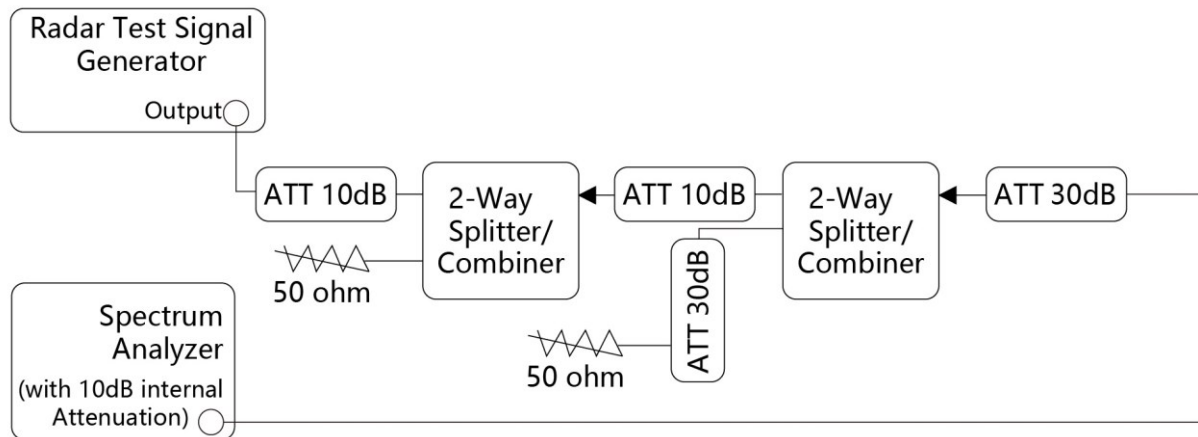 Radar Test Signal
Generator
Output
ATT 10dB
2-Way
Splitter/
Combiner
ATT 10dB
2-Way
Splitter/
Combiner
ATT 30dB
50 ohm
ATT 30dB
50 ohm
Spectrum
Analyzer
(with 10dB internal
Attenuation)